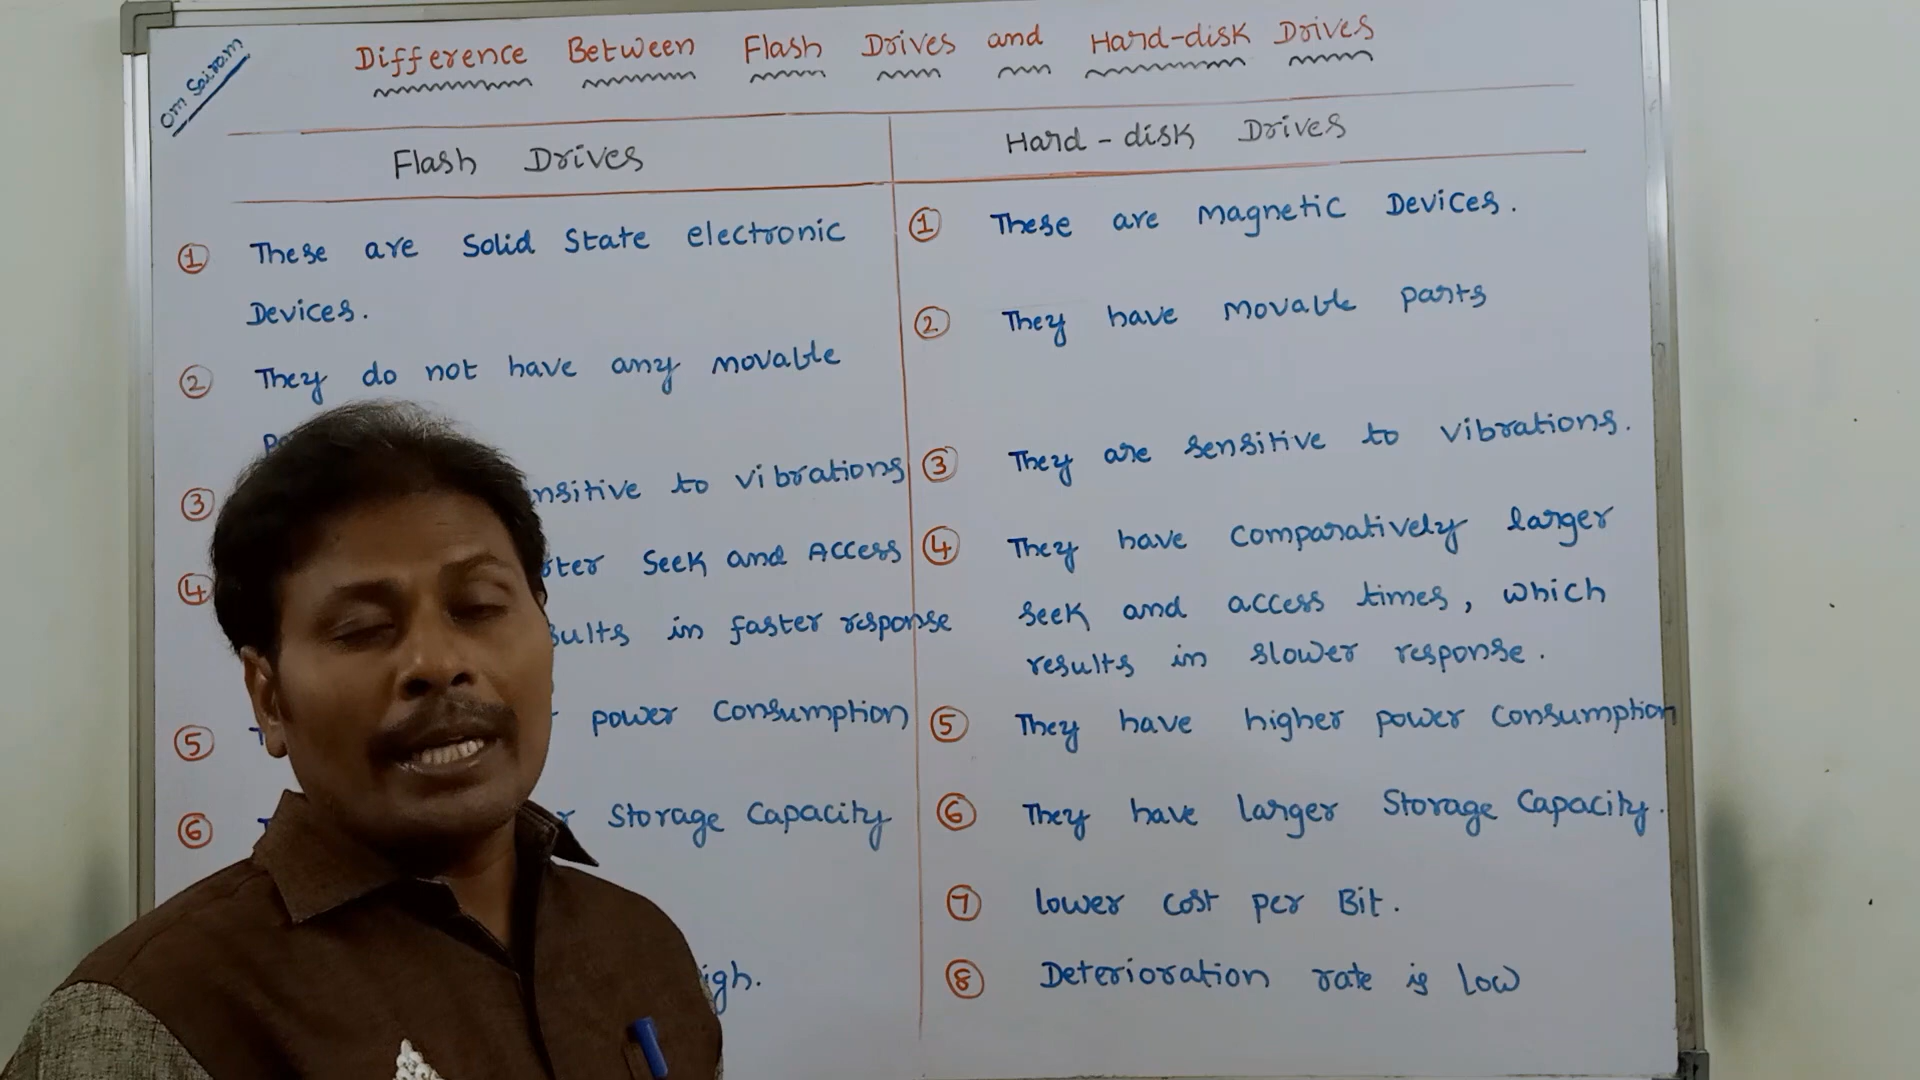 Om Sairam
Difference Between Flash Drives and Hard-disk Drives
Flash Drives
① These are Solid State electronic
Devices.
② They do not have any movable
③ nsitive to vibrations
④ ster Seek and Access
sults in faster response
⑤ power consumption
⑥ Storage Capacity
igh.
Hard-disk Drives
① These are Magnetic Devices.
② They have movable parts
③ They are sensitive to vibrations.
④ They have comparatively larger
seek and access times, which
results in slower response.
⑤ They have higher power consumption
⑥ They have larger Storage Capacity.
⑦ lower cost per Bit.
⑧ Deterioration rate is low